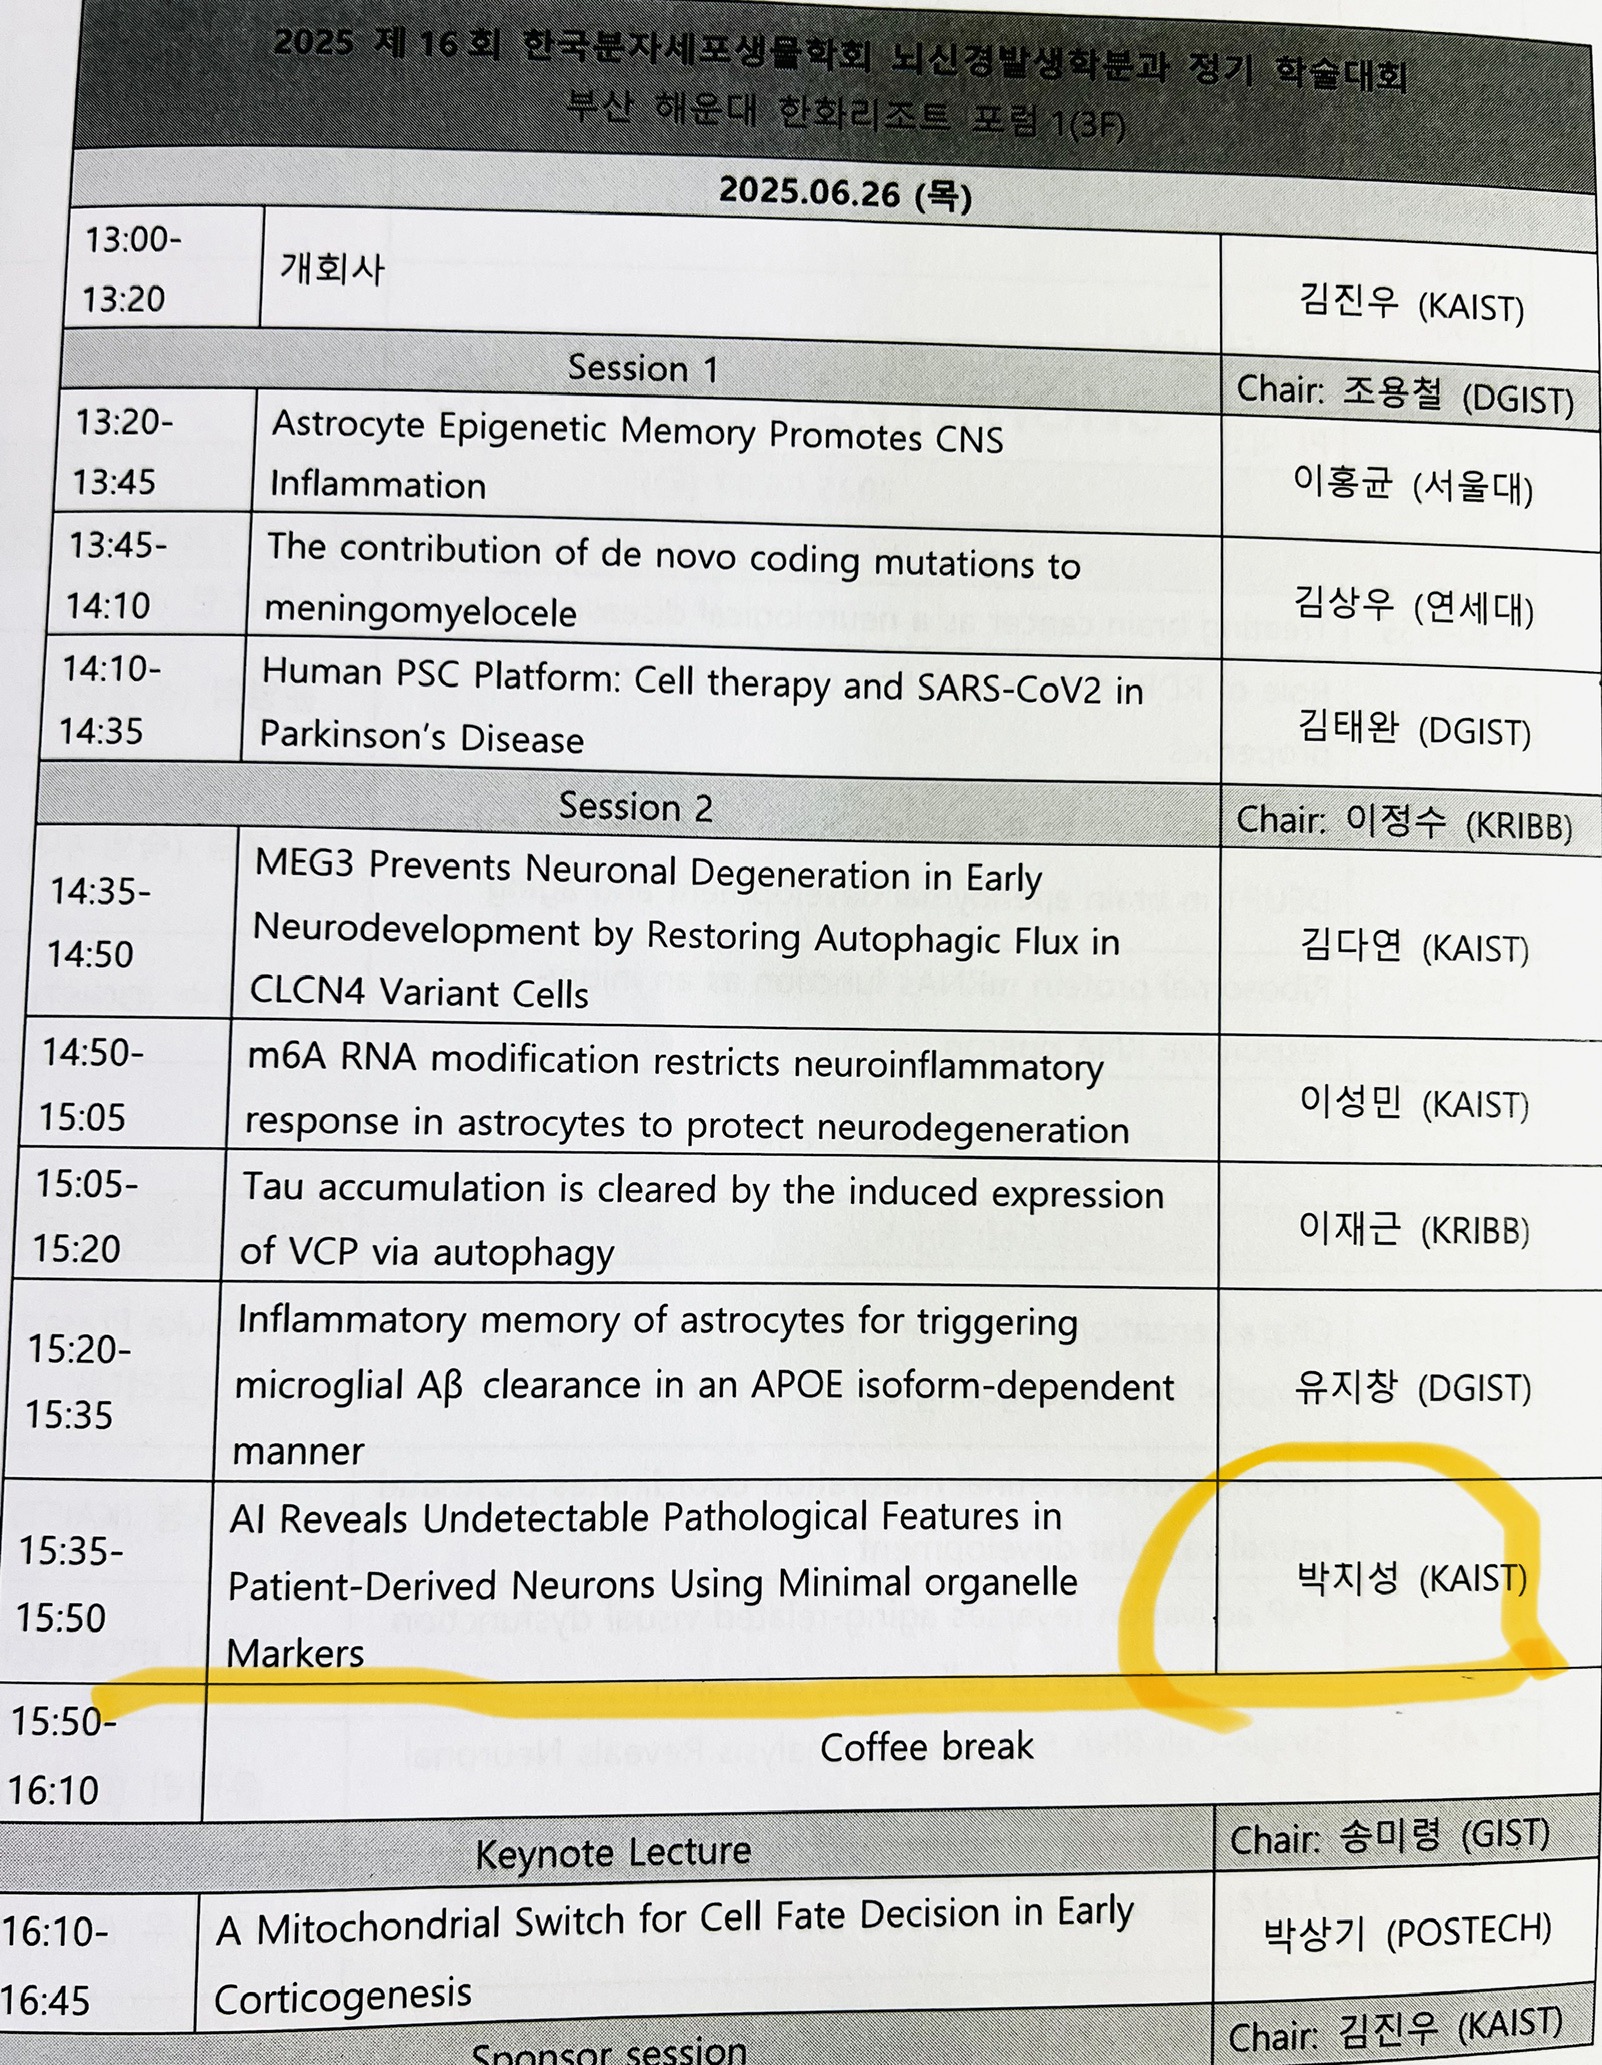 2025 제16회 한국분자세포생물학회 뇌신경발생학분과 정기 학술대회
부산 해운대 한화리조트 포럼 1(3F)
2025.06.26 (목)
13:00-
13:20
개회사
김진우 (KAIST)
Session 1
Chair: 조용철 (DGIST)
13:20-
13:45
Astrocyte Epigenetic Memory Promotes CNS
Inflammation
이홍균 (서울대)
13:45-
14:10
The contribution of de novo coding mutations to
meningomyelocele
김상우 (연세대)
14:10-
14:35
Human PSC Platform: Cell therapy and SARS-CoV2 in
Parkinson's Disease
김태완 (DGIST)
Session 2
Chair: 이정수 (KRIBB)
14:35-
14:50
MEG3 Prevents Neuronal Degeneration in Early
Neurodevelopment by Restoring Autophagic Flux in
CLCN4 Variant Cells
김다연 (KAIST)
14:50-
15:05
m6A RNA modification restricts neuroinflammatory
response in astrocytes to protect neurodegeneration
이성민 (KAIST)
15:05-
15:20
Tau accumulation is cleared by the induced expression
of VCP via autophagy
이재근 (KRIBB)
15:20-
15:35
Inflammatory memory of astrocytes for triggering
microglial Aβ clearance in an APOE isoform-dependent
manner
유지창 (DGIST)
15:35-
15:50
AI Reveals Undetectable Pathological Features in
Patient-Derived Neurons Using Minimal organelle
Markers
박지성 (KAIST)
15:50-
16:10
Coffee break
Keynote Lecture
Chair: 송미령 (GIST)
16:10-
16:45
A Mitochondrial Switch for Cell Fate Decision in Early
Corticogenesis
박상기 (POSTECH)
Sponsor session
Chair: 김진우 (KAIST)